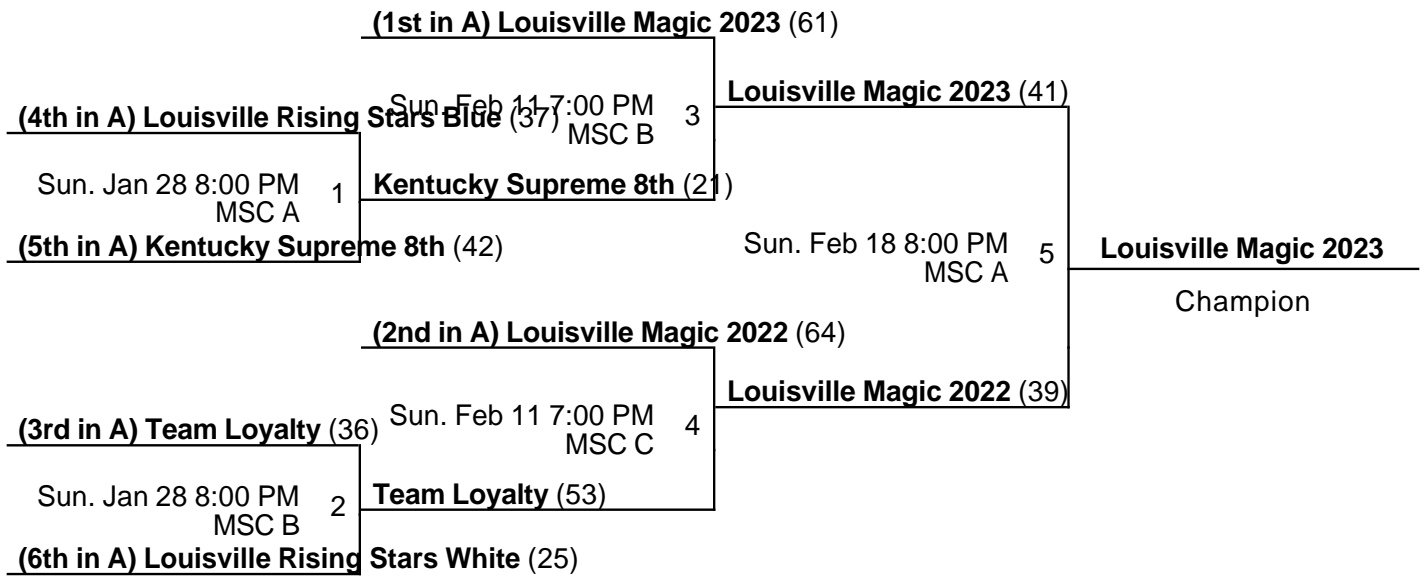 (1st in A) Louisville Magic 2023 (61)
Sun. Feb 11 7:00 PM
MSC B
3
Louisville Magic 2023 (41)
(4th in A) Louisville Rising Stars Blue (37)
Sun. Jan 28 8:00 PM
MSC A
1
Kentucky Supreme 8th (21)
(5th in A) Kentucky Supreme 8th (42)
Sun. Feb 18 8:00 PM
MSC A
5
Louisville Magic 2023
Champion
(2nd in A) Louisville Magic 2022 (64)
Sun. Feb 11 7:00 PM
MSC C
4
Louisville Magic 2022 (39)
(3rd in A) Team Loyalty (36)
Sun. Jan 28 8:00 PM
MSC B
2
Team Loyalty (53)
(6th in A) Louisville Rising Stars White (25)